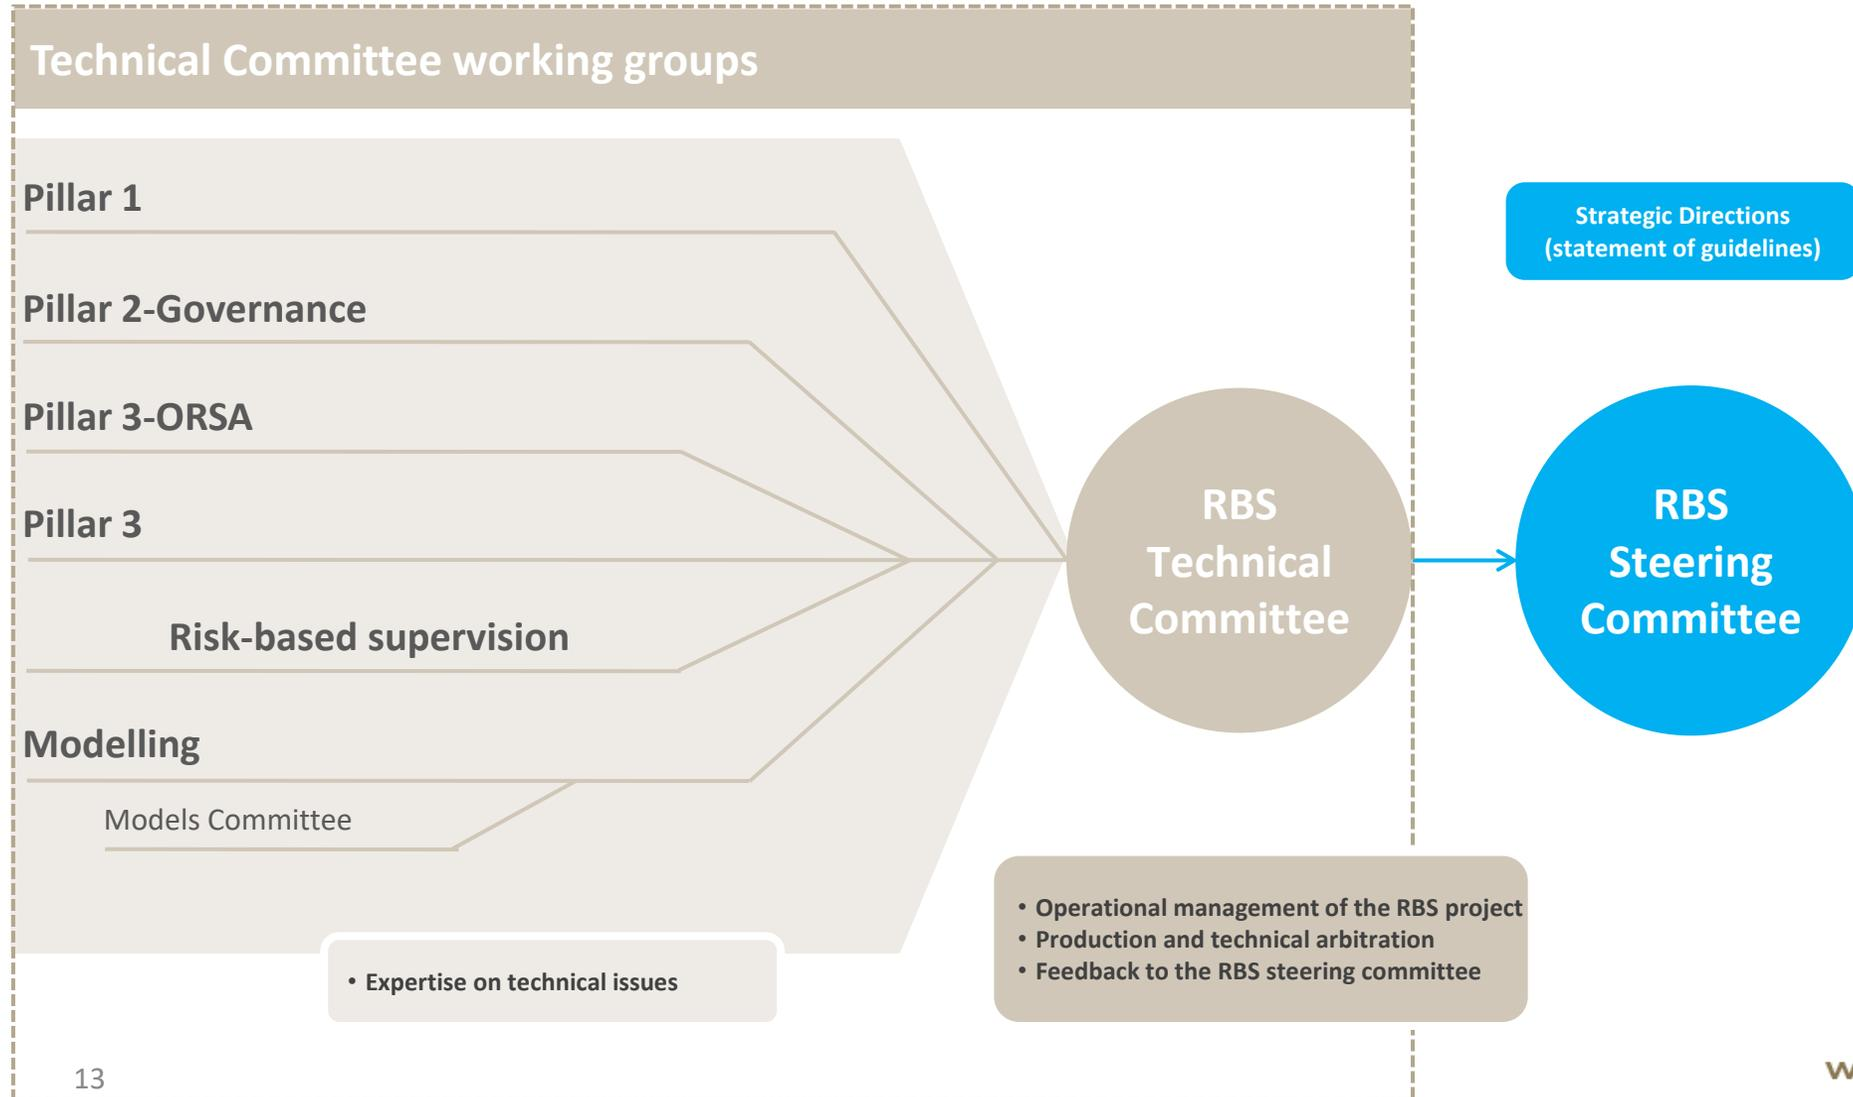 Technical Committee working groups
Pillar 1
Pillar 2-Governance
Pillar 3-ORSA
Pillar 3
Risk-based supervision
Modelling
Models Committee
• Expertise on technical issues
RBS
Technical
Committee
• Operational management of the RBS project
• Production and technical arbitration
• Feedback to the RBS steering committee
Strategic Directions
(statement of guidelines)
RBS
Steering
Committee
13